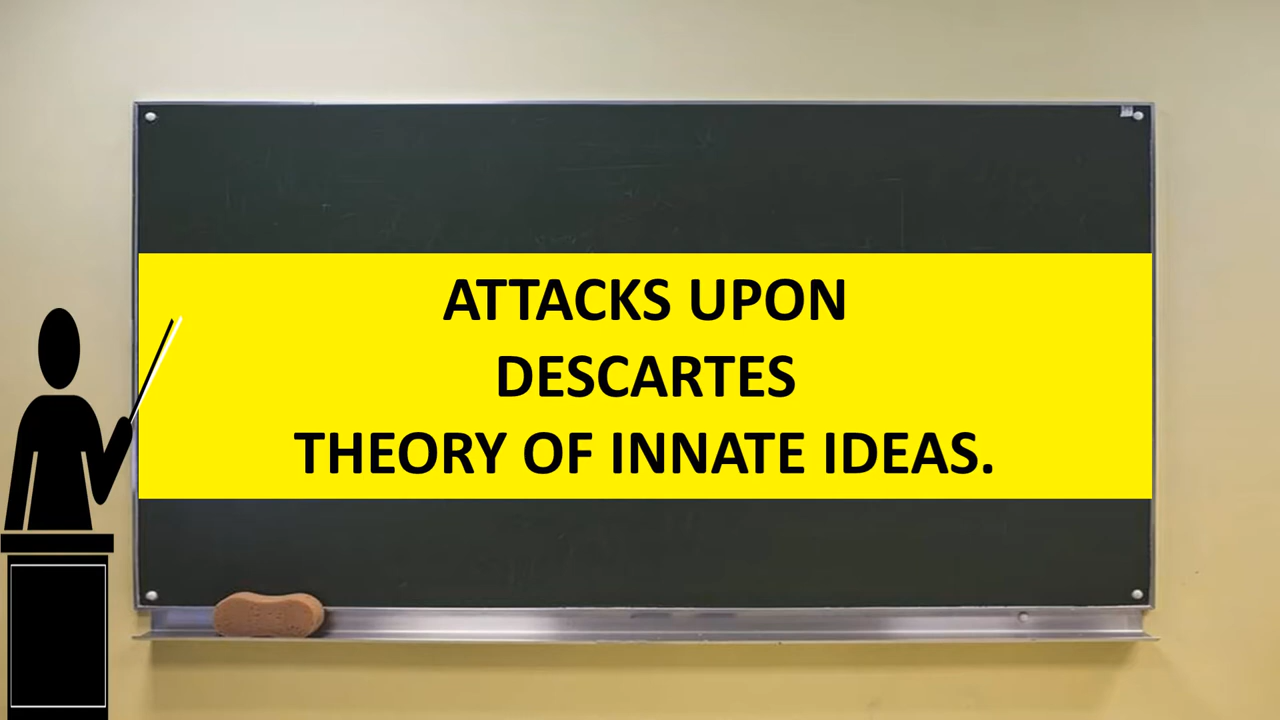 ATTACKS UPON
DESCARTES
THEORY OF INNATE IDEAS.